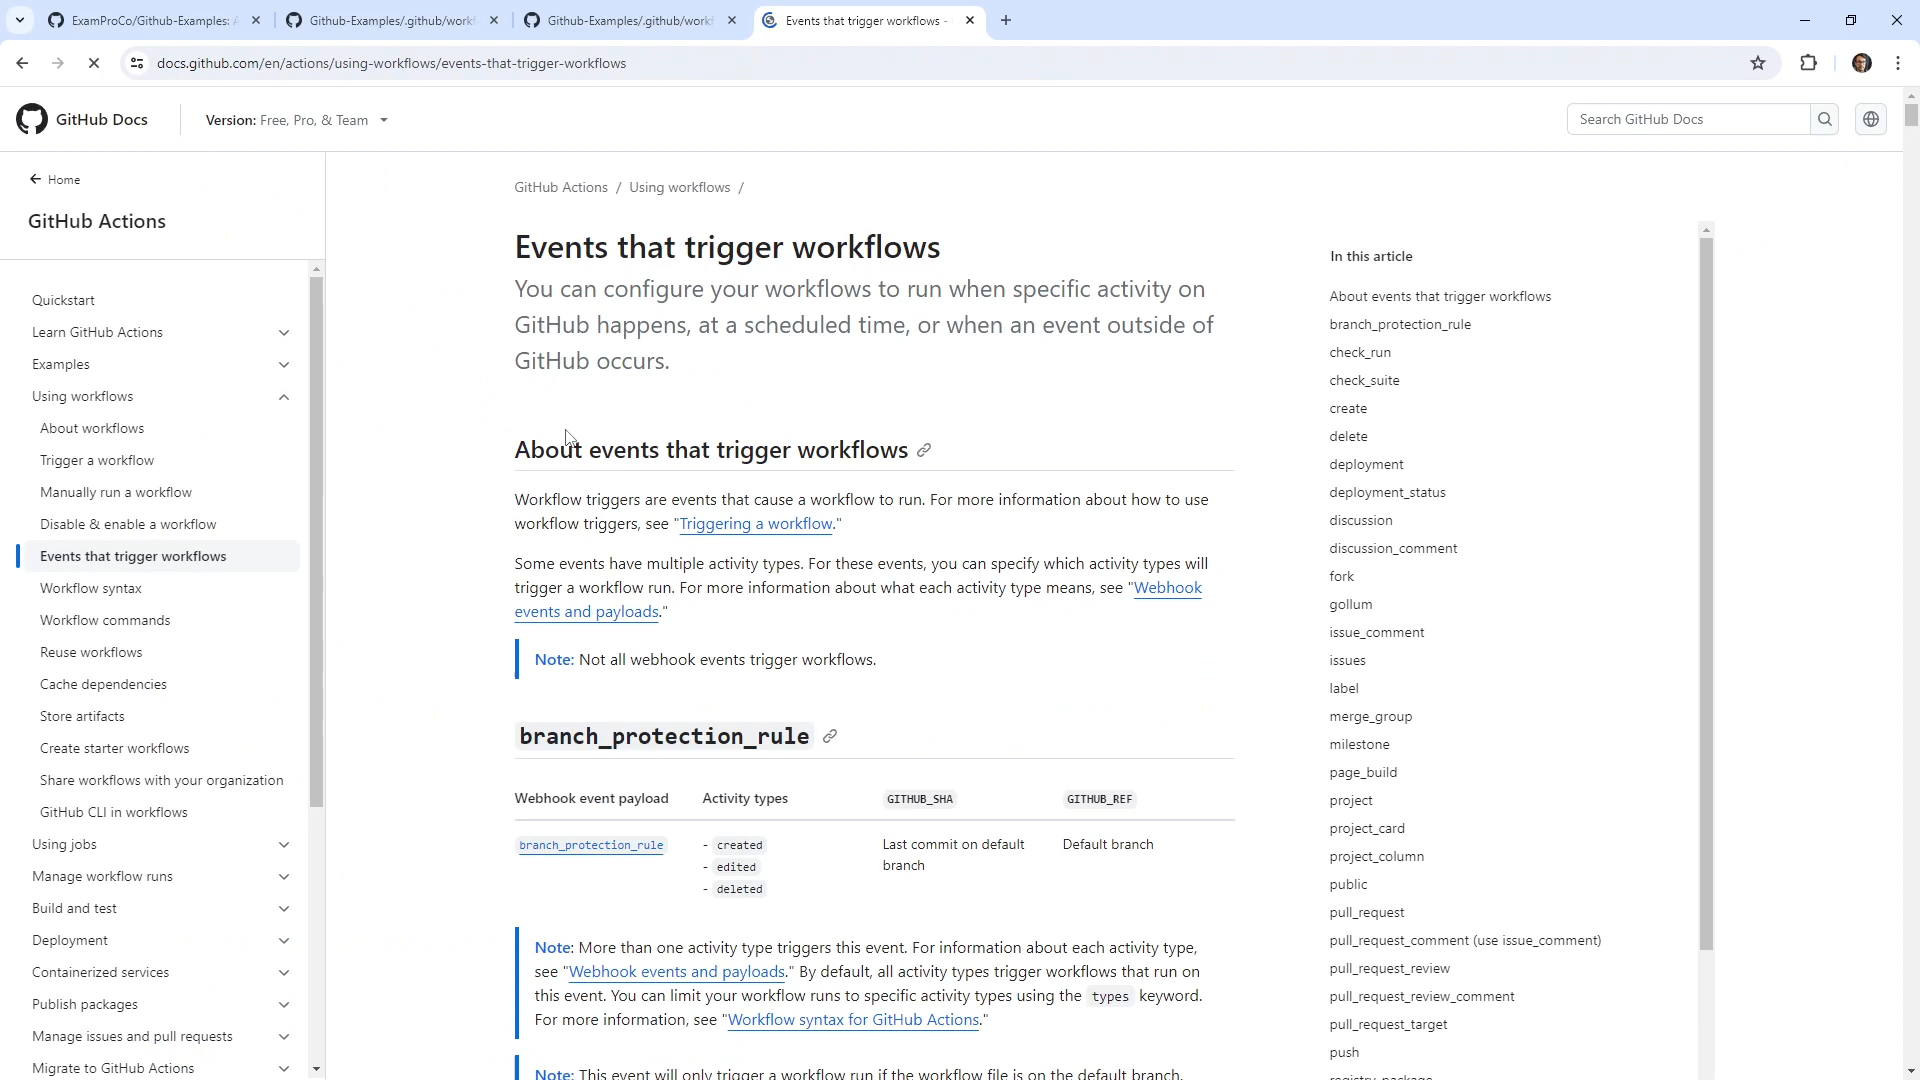 ExamProCo/Github-Examples:
Github-Examples/.github/work
Github-Examples/.github/work
Events that trigger workflows -
docs.github.com/en/actions/using-workflows/events-that-trigger-workflows
GitHub Docs
Version: Free, Pro, & Team
Search GitHub Docs
Home
GitHub Actions
Quickstart
Learn GitHub Actions
Examples
Using workflows
About workflows
Trigger a workflow
Manually run a workflow
Disable & enable a workflow
Events that trigger workflows
Workflow syntax
Workflow commands
Reuse workflows
Cache dependencies
Store artifacts
Create starter workflows
Share workflows with your organization
GitHub CLI in workflows
Using jobs
Manage workflow runs
Build and test
Deployment
Containerized services
Publish packages
Manage issues and pull requests
Migrate to GitHub Actions
GitHub Actions / Using workflows /
Events that trigger workflows
You can configure your workflows to run when specific activity on
GitHub happens, at a scheduled time, or when an event outside of
GitHub occurs.
About events that trigger workflows
Workflow triggers are events that cause a workflow to run. For more information about how to use
workflow triggers, see "Triggering a workflow."
Some events have multiple activity types. For these events, you can specify which activity types will
trigger a workflow run. For more information about what each activity type means, see "Webhook
events and payloads."
Note: Not all webhook events trigger workflows.
branch_protection_rule
Webhook event payload Activity types GITHUB_SHA GITHUB_REF
branch_protection_rule - created Last commit on default Default branch
- edited branch
- deleted
Note: More than one activity type triggers this event. For information about each activity type,
see "Webhook events and payloads." By default, all activity types trigger workflows that run on
this event. You can limit your workflow runs to specific activity types using the types keyword.
For more information, see "Workflow syntax for GitHub Actions."
Note: This event will only trigger a workflow run if the workflow file is on the default branch.
In this article
About events that trigger workflows
branch_protection_rule
check_run
check_suite
create
delete
deployment
deployment_status
discussion
discussion_comment
fork
gollum
issue_comment
issues
label
merge_group
milestone
page_build
project
project_card
project_column
public
pull_request
pull_request_comment (use issue_comment)
pull_request_review
pull_request_review_comment
pull_request_target
push
registry_package